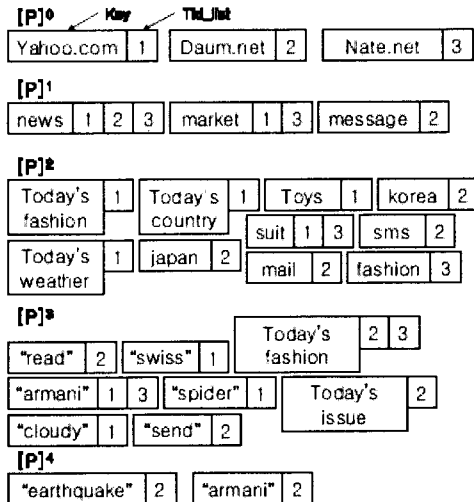 [P]⁰ Key Tid_list
Yahoo.com 1 Daum.net 2 Nate.net 3
[P]¹
news 1 2 3 market 1 3 message 2
[P]²
Today's fashion 1 Today's country 1 Toys 1 korea 2
suit 1 3 sms 2
Today's weather 1 japan 2 mail 2 fashion 3
[P]³
"read" 2 "swiss" 1 Today's fashion 2 3
"armani" 1 3 "spider" 1 Today's issue 2
"cloudy" 1 "send" 2
[P]⁴
"earthquake" 2 "armani" 2